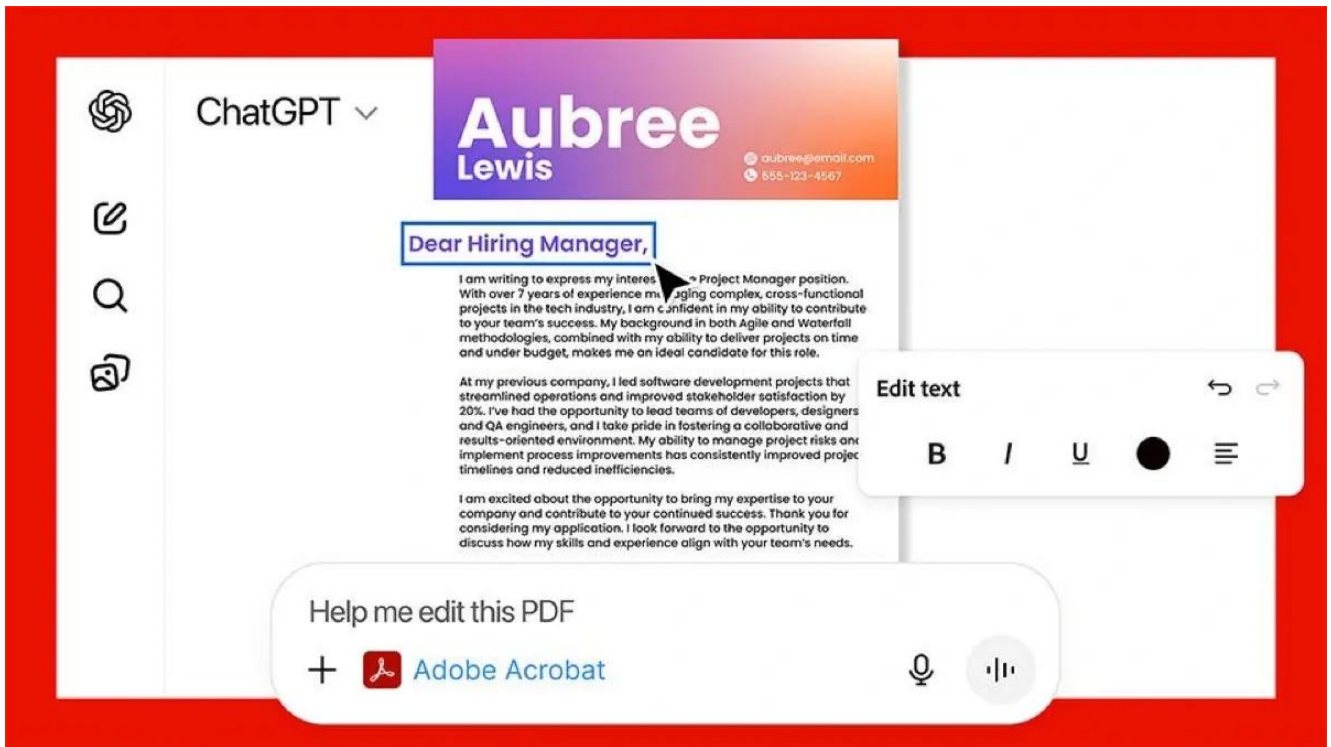 ChatGPT
Aubree
Lewis
aubree@email.com
555-123-4567
Dear Hiring Manager,
I am writing to express my interes Project Manager position.
With over 7 years of experience m aging complex, cross-functional
projects in the tech industry, I am confident in my ability to contribute
to your team's success. My background in both Agile and Waterfall
methodologies, combined with my ability to deliver projects on time
and under budget, makes me an ideal candidate for this role.
At my previous company, I led software development projects that
streamlined operations and improved stakeholder satisfaction by
20%. I've had the opportunity to lead teams of developers, designers
and QA engineers, and I take pride in fostering a collaborative and
results-oriented environment. My ability to manage project risks and
implement process improvements has consistently improved projec
timelines and reduced inefficiencies.
I am excited about the opportunity to bring my expertise to your
company and contribute to your continued success. Thank you for
considering my application. I look forward to the opportunity to
discuss how my skills and experience align with your team's needs.
Edit text
B I U
Help me edit this PDF
Adobe Acrobat